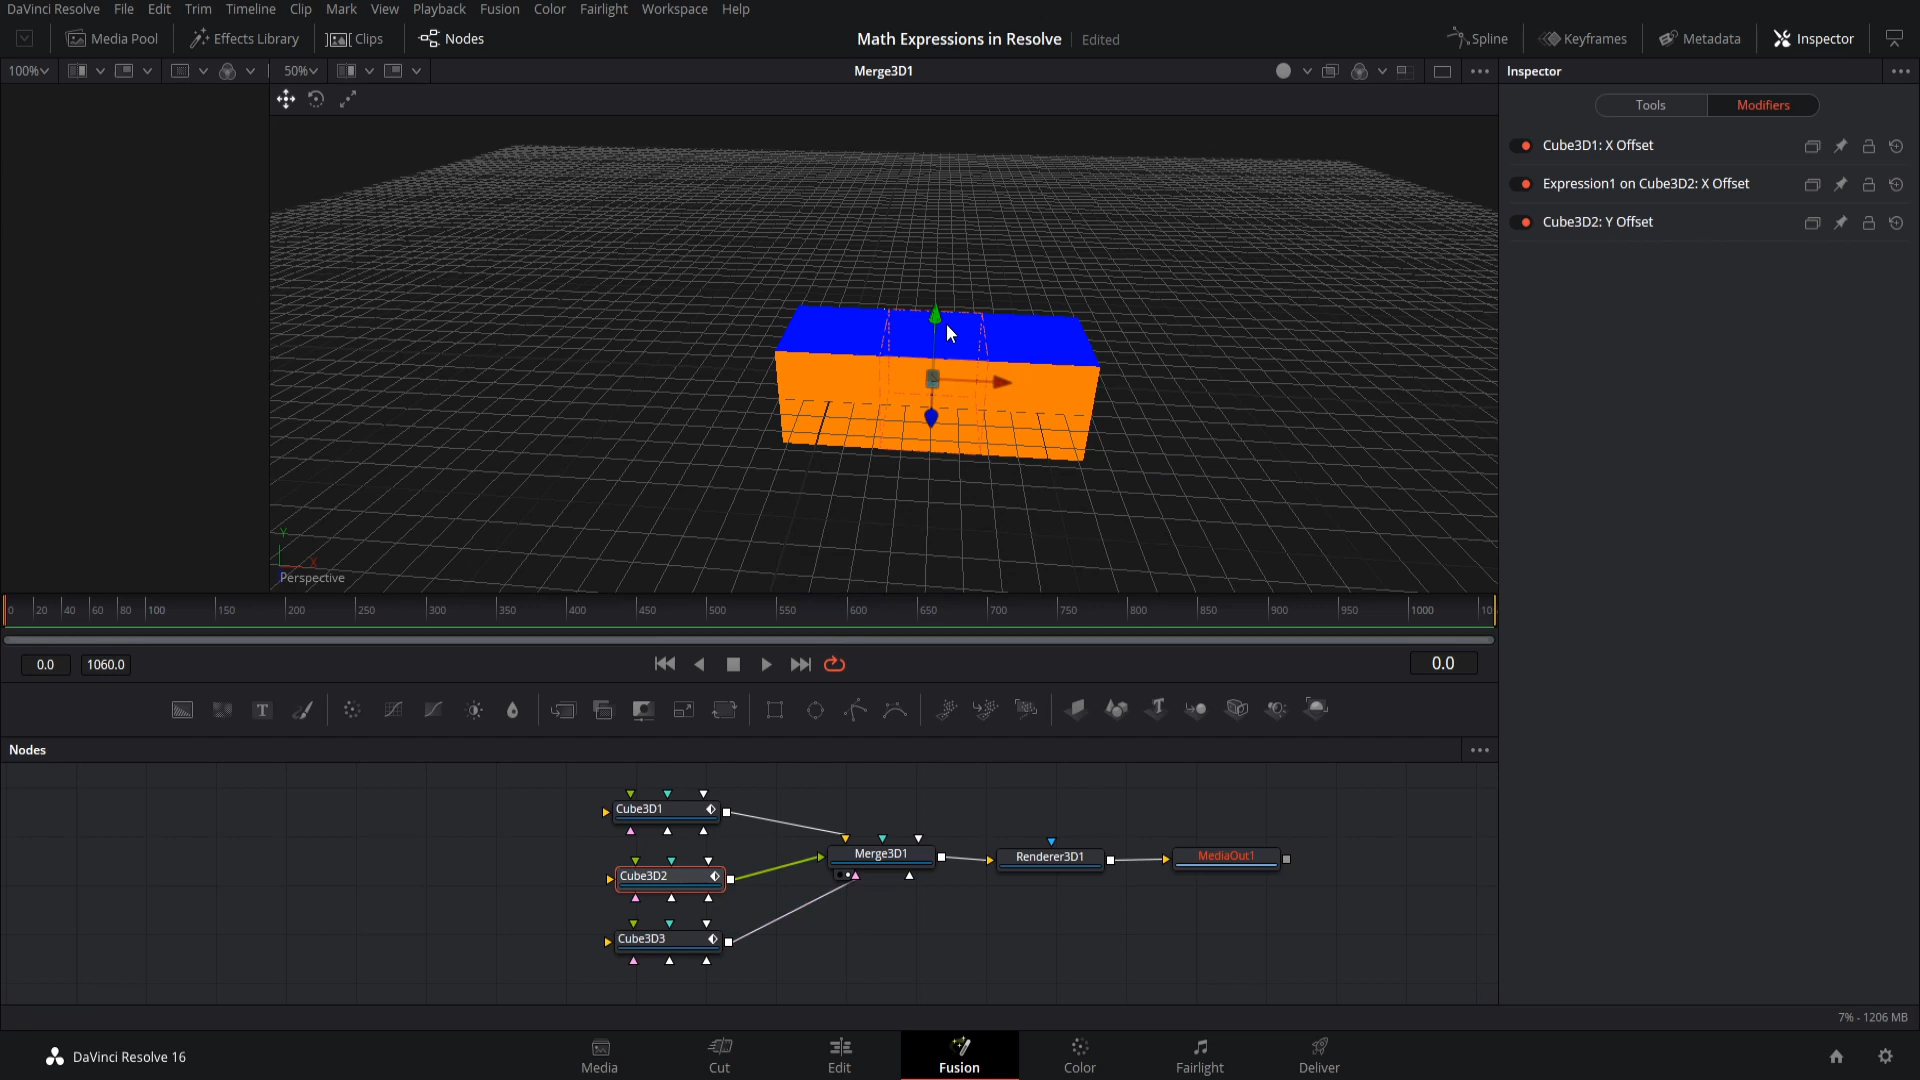 DaVinci Resolve File Edit Trim Timeline Clip Mark View Playback Fusion Color Fairlight Workspace Help
Media Pool Effects Library Clips Nodes Math Expressions in Resolve Edited Spline Keyframes Metadata Inspector
100% 50% Merge3D1 Inspector
Tools Modifiers
Cube3D1: X Offset
Expression1 on Cube3D2: X Offset
Cube3D2: Y Offset
Y
X
Perspective
0 20 40 60 80 100 150 200 250 300 350 400 450 500 550 600 650 700 750 800 850 900 950 1000 10
0.0 1060.0 0.0
Nodes
Cube3D1
Merge3D1 Renderer3D1 MediaOut1
Cube3D2
Cube3D3
7% - 1206 MB
DaVinci Resolve 16 Media Cut Edit Fusion Color Fairlight Deliver